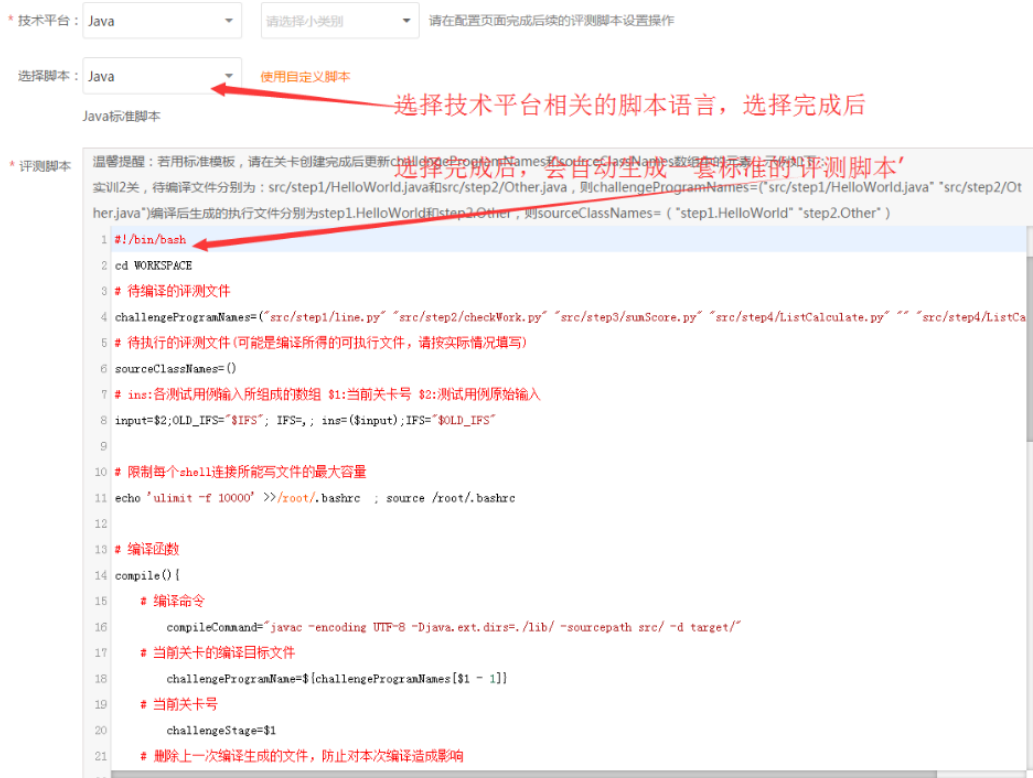 * 技术平台： Java 请选择小类别 请在配置页面完成后续的评测脚本设置操作
选择脚本： Java 使用自定义脚本
选择技术平台相关的脚本语言，选择完成后
Java标准脚本
* 评测脚本 温馨提醒：若用标准模板，请在关卡创建完成后更新challengeProgramNames和sourceClassNames数组
选择完成后，会自动生成一套标准的'评测脚本'
实训2关，待编译文件分别为：src/step1/HelloWorld.java和src/step2/Other.java，则challengeProgramNames=("src/step1/HelloWorld.java" "src/step2/Ot
her.java")编译后生成的执行文件分别为step1.HelloWorld和step2.Other，则sourceClassNames=（"step1.HelloWorld" "step2.Other"）
1 #!/bin/bash
2 cd WORKSPACE
3 # 待编译的评测文件
4 challengeProgramNames=("src/step1/line.py" "src/step2/checkWork.py" "src/step3/sumScore.py" "src/step4/ListCalculate.py" "" "src/step4/ListCa
5 # 待执行的评测文件(可能是编译所得的可执行文件，请按实际情况填写)
6 sourceClassNames=()
7 # ins:各测试用例输入所组成的数组 $1:当前关卡号 $2:测试用例原始输入
8 input=$2;OLD_IFS="$IFS"; IFS=,; ins=($input);IFS="$OLD_IFS"
9
10 # 限制每个shell连接所能写文件的最大容量
11 echo 'ulimit -f 10000' >>/root/.bashrc ; source /root/.bashrc
12
13 # 编译函数
14 compile(){
15 # 编译命令
16 compileCommand="javac -encoding UTF-8 -Djava.ext.dirs=./lib/ -sourcepath src/ -d target/"
17 # 当前关卡的编译目标文件
18 challengeProgramName=${challengeProgramNames[$1 - 1]}
19 # 当前关卡号
20 challengeStage=$1
21 # 删除上一次编译生成的文件，防止对本次编译造成影响